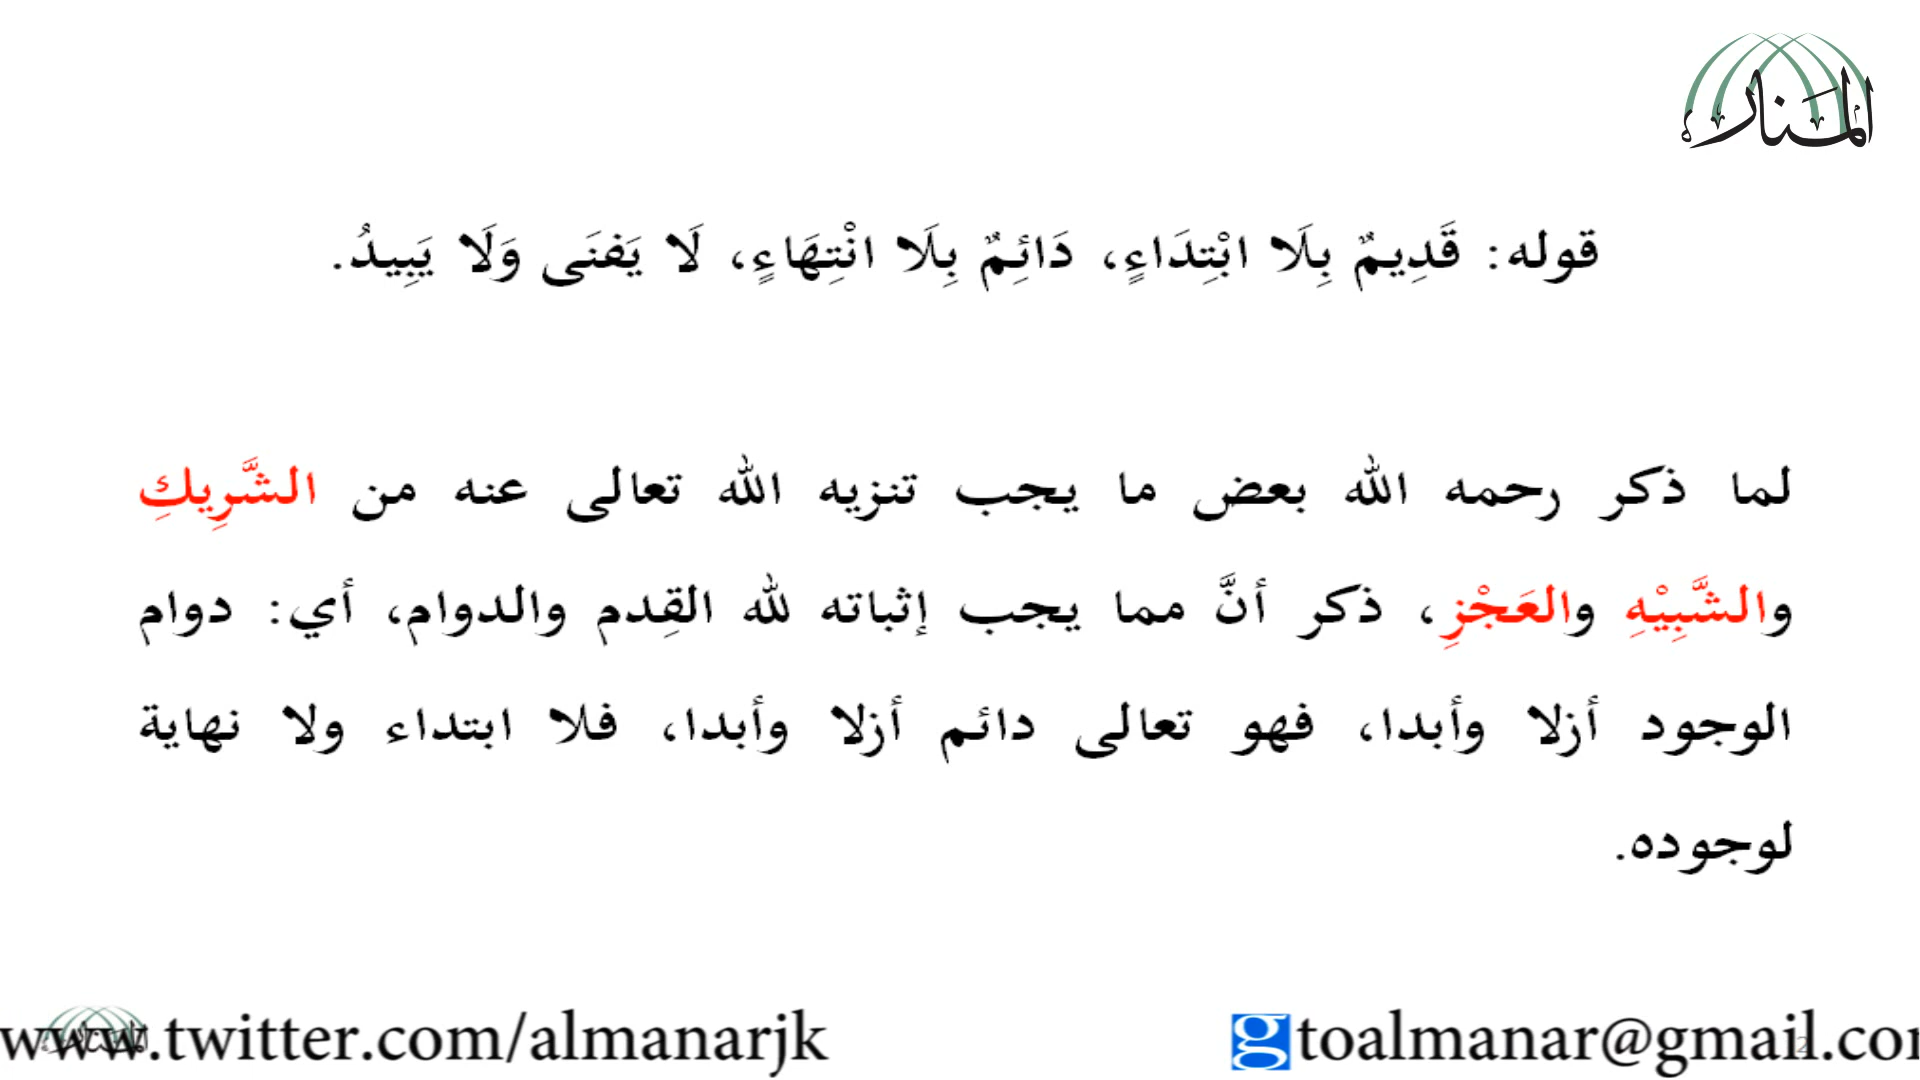 المنارة
قوله: قَدِيمٌ بِلَا ابْتِدَاءٍ، دَائِمٌ بِلَا انْتِهَاءٍ، لَا يَفنَى وَلَا يَبِيدُ.
لما ذكر رحمه الله بعض ما يجب تنزيه الله تعالى عنه من الشَّرِيكِ
والشَّبِيْهِ والعَجْزِ، ذكر أنَّ مما يجب إثباته لله القِدم والدوام، أي: دوام
الوجود أزلا وأبدا، فهو تعالى دائم أزلا وأبدا، فلا ابتداء ولا نهاية
لوجوده.
www.twitter.com/almanarjk
toalmanar@gmail.co
2